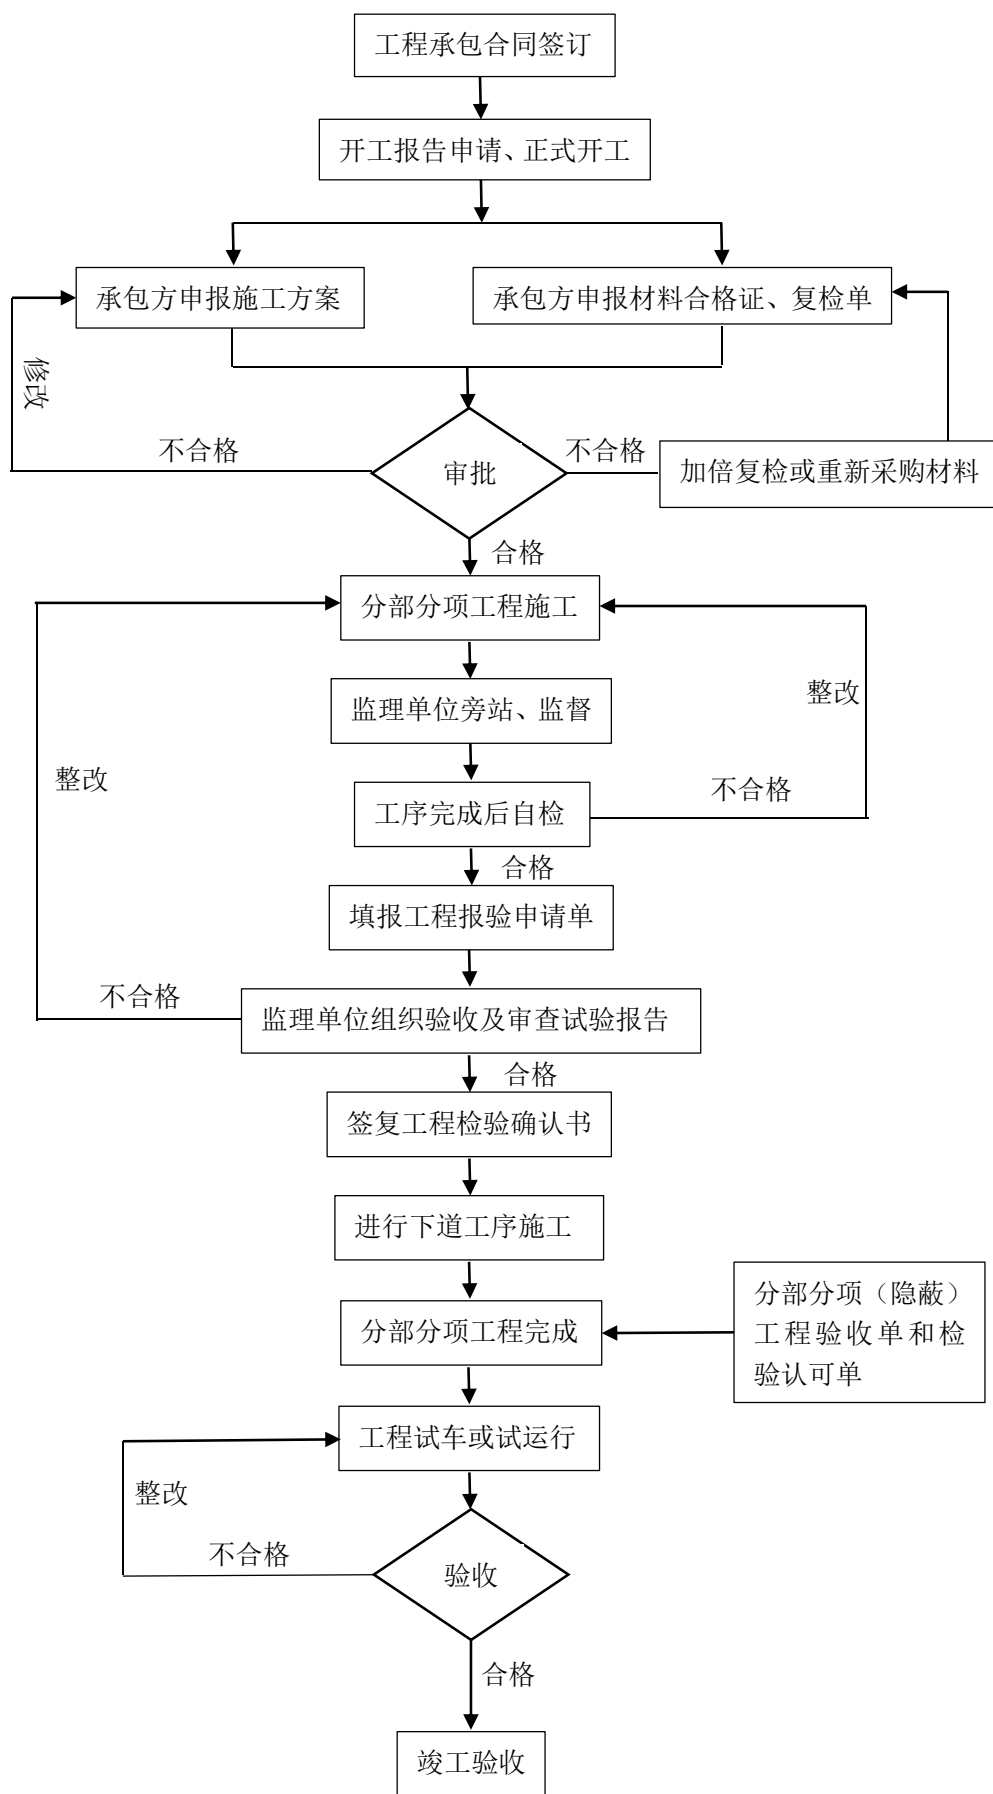 工程承包合同签订
开工报告申请、正式开工
承包方申报施工方案
承包方申报材料合格证、复检单
修改
不合格
审批
不合格
加倍复检或重新采购材料
合格
分部分项工程施工
监理单位旁站、监督
整改
整改
工序完成后自检
不合格
合格
填报工程报验申请单
不合格
监理单位组织验收及审查试验报告
合格
签复工程检验确认书
进行下道工序施工
分部分项工程完成
分部分项（隐蔽）
工程验收单和检
验认可单
工程试车或试运行
整改
不合格
验收
合格
竣工验收